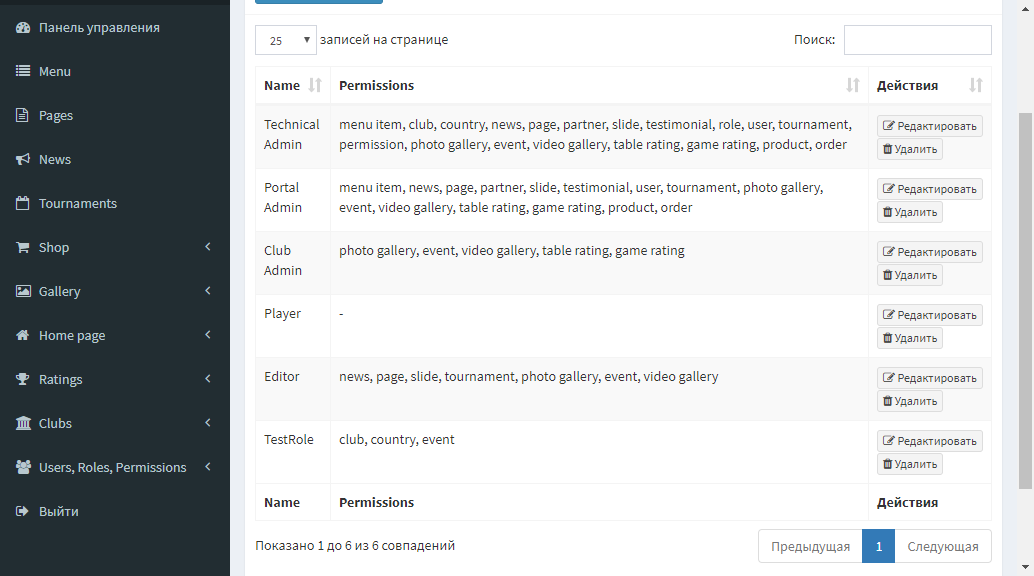 Панель управления
Menu
Pages
News
Tournaments
Shop
Gallery
Home page
Ratings
Clubs
Users, Roles, Permissions
Выйти
25 записей на странице
Поиск:
Name Permissions Действия
Technical Admin
menu item, club, country, news, page, partner, slide, testimonial, role, user, tournament,
permission, photo gallery, event, video gallery, table rating, game rating, product, order
Редактировать
Удалить
Portal Admin
menu item, news, page, partner, slide, testimonial, user, tournament, photo gallery,
event, video gallery, table rating, game rating, product, order
Редактировать
Удалить
Club Admin
photo gallery, event, video gallery, table rating, game rating
Редактировать
Удалить
Player
-
Редактировать
Удалить
Editor
news, page, slide, tournament, photo gallery, event, video gallery
Редактировать
Удалить
TestRole
club, country, event
Редактировать
Удалить
Name Permissions Действия
Показано 1 до 6 из 6 совпадений
Предыдущая 1 Следующая